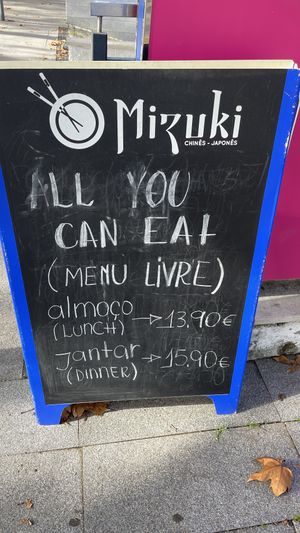 Mizuki
CHINÊS - JAPONÊS
ALL YOU
CAN EAT
(MENU LIVRE)
almoço → 13,90€
(LUNCH)
Jantar → 15,90€
(DINNER)